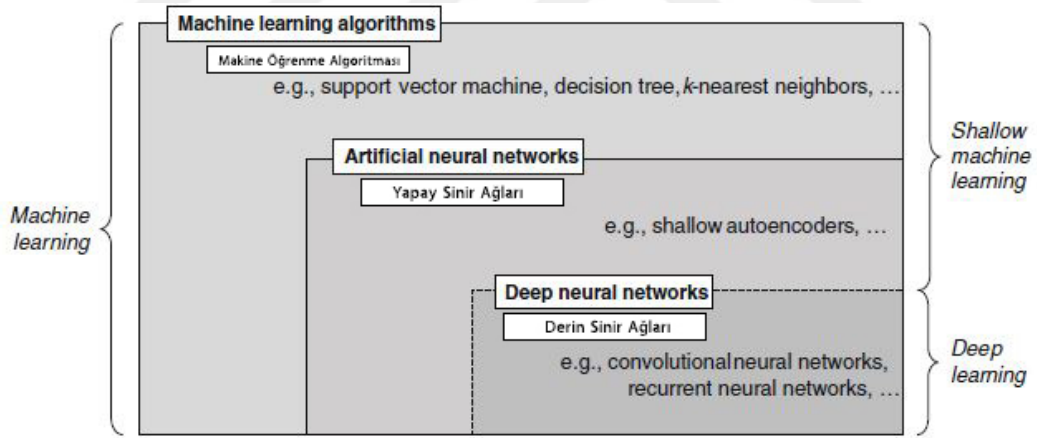 Machine learning algorithms
Makine Öğrenme Algoritması
e.g., support vector machine, decision tree, k-nearest neighbors, …
Artificial neural networks
Yapay Sinir Ağları
e.g., shallow autoencoders, …
Deep neural networks
Derin Sinir Ağları
e.g., convolutional neural networks,
recurrent neural networks, …
Machine
learning
Shallow
machine
learning
Deep
learning